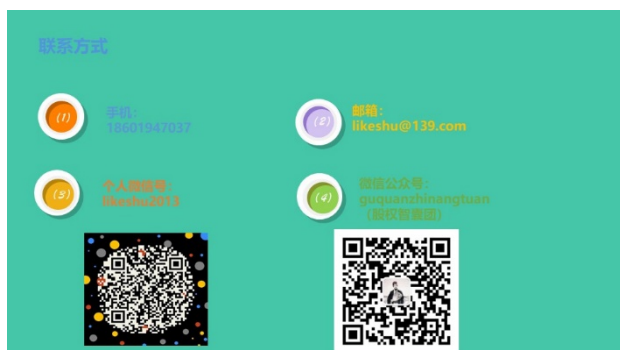 联系方式
(1)
手机：
18601947037
(2)
邮箱：
likeshu@139.com
(3)
个人微信号：
likeshu2013
(4)
微信公众号：
guquanzhinangtuan
（股权智囊团）